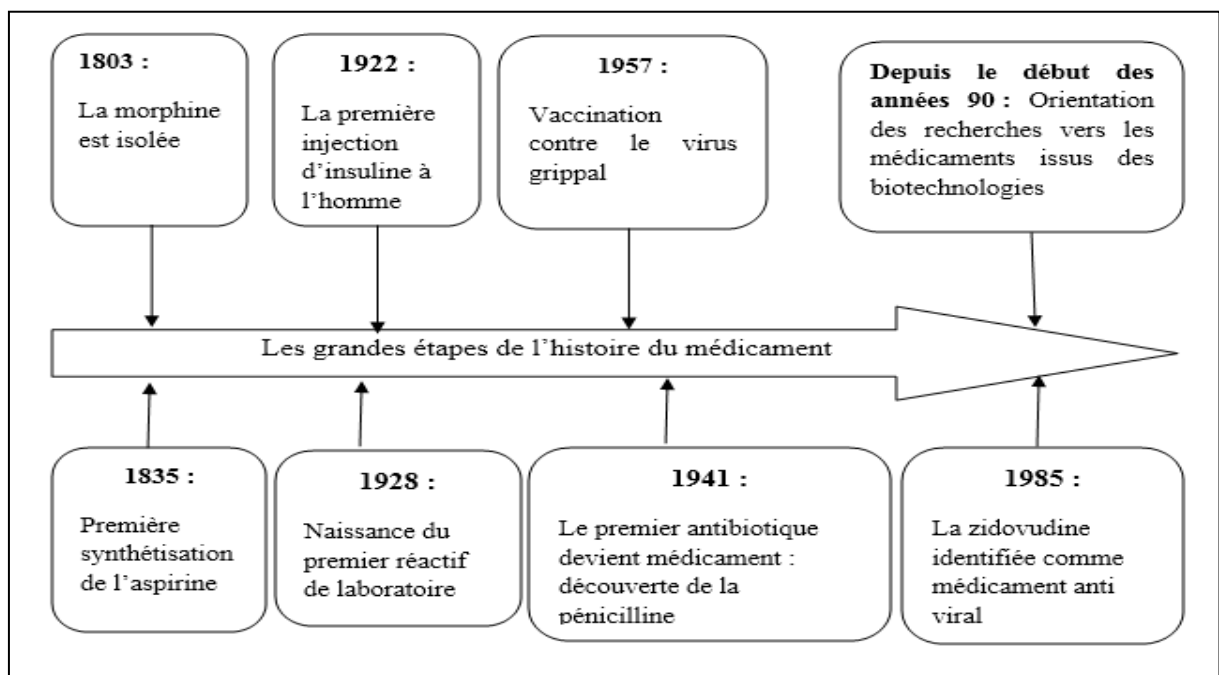 1803 :
La morphine
est isolée
1922 :
La première
injection
d’insuline à
l’homme
1957 :
Vaccination
contre le virus
grippal
Depuis le début des
années 90 : Orientation
des recherches vers les
médicaments issus des
biotechnologies
Les grandes étapes de l’histoire du médicament
1835 :
Première
synthétisation
de l’aspirine
1928 :
Naissance du
premier réactif
de laboratoire
1941 :
Le premier antibiotique
devient médicament :
découverte de la
pénicilline
1985 :
La zidovudine
identifiée comme
médicament anti
viral